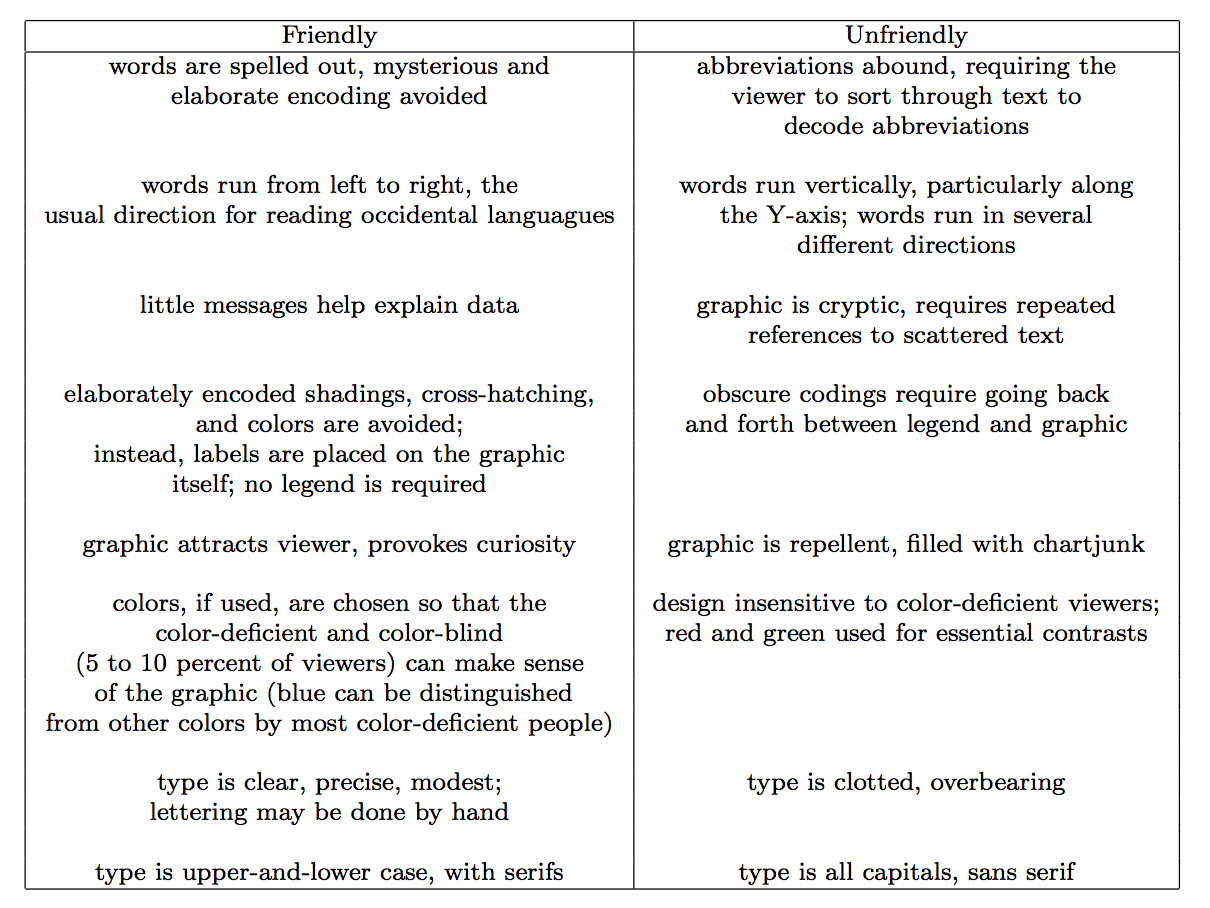 Friendly
Unfriendly
words are spelled out, mysterious and
elaborate encoding avoided
abbreviations abound, requiring the
viewer to sort through text to
decode abbreviations
words run from left to right, the
usual direction for reading occidental languagues
words run vertically, particularly along
the Y-axis; words run in several
different directions
little messages help explain data
graphic is cryptic, requires repeated
references to scattered text
elaborately encoded shadings, cross-hatching,
and colors are avoided;
instead, labels are placed on the graphic
itself; no legend is required
obscure codings require going back
and forth between legend and graphic
graphic attracts viewer, provokes curiosity
graphic is repellent, filled with chartjunk
colors, if used, are chosen so that the
color-deficient and color-blind
(5 to 10 percent of viewers) can make sense
of the graphic (blue can be distinguished
from other colors by most color-deficient people)
design insensitive to color-deficient viewers;
red and green used for essential contrasts
type is clear, precise, modest;
lettering may be done by hand
type is clotted, overbearing
type is upper-and-lower case, with serifs
type is all capitals, sans serif